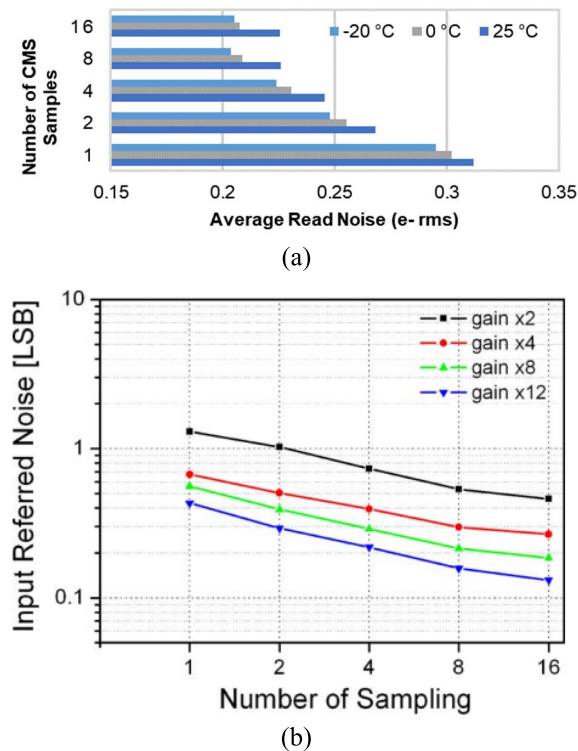 Number of CMS
Samples
16
8
4
2
1
-20 °C
0 °C
25 °C
0.15
0.2
0.25
0.3
0.35
Average Read Noise (e- rms)
(a)
Input Referred Noise [LSB]
10
1
0.1
gain x2
gain x4
gain x8
gain x12
1
2
4
8
16
Number of Sampling
(b)